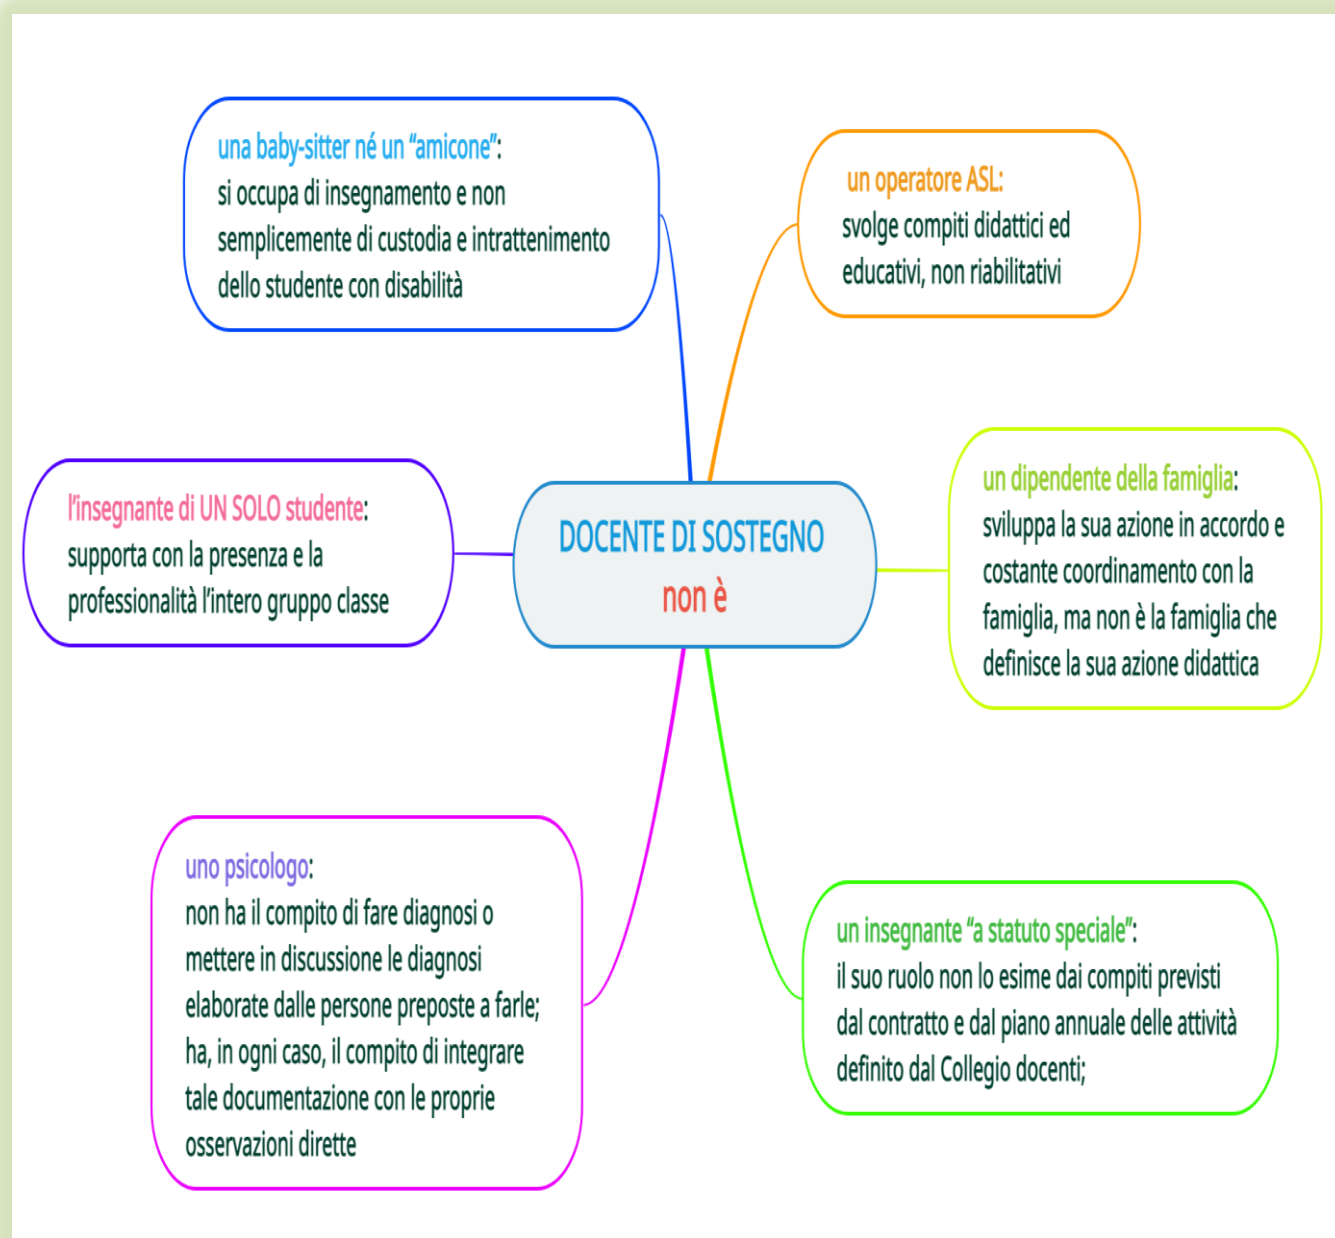 una baby-sitter né un “amicone”:
si occupa di insegnamento e non
semplicemente di custodia e intrattenimento
dello studente con disabilità
un operatore ASL:
svolge compiti didattici ed
educativi, non riabilitativi
l’insegnante di UN SOLO studente:
supporta con la presenza e la
professionalità l’intero gruppo classe
DOCENTE DI SOSTEGNO
non è
un dipendente della famiglia:
sviluppa la sua azione in accordo e
costante coordinamento con la
famiglia, ma non è la famiglia che
definisce la sua azione didattica
uno psicologo:
non ha il compito di fare diagnosi o
mettere in discussione le diagnosi
elaborate dalle persone preposte a farle;
ha, in ogni caso, il compito di integrare
tale documentazione con le proprie
osservazioni dirette
un insegnante “a statuto speciale”:
il suo ruolo non lo esime dai compiti previsti
dal contratto e dal piano annuale delle attività
definito dal Collegio docenti;